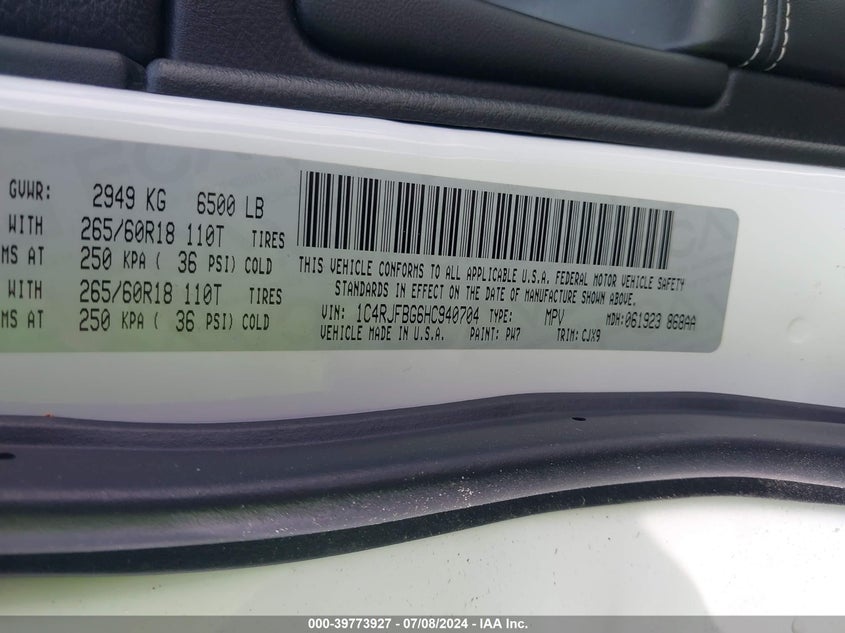 GVWR: 2949 KG 6500 LB
WITH 265/60R18 110T TIRES
MS AT 250 KPA ( 36 PSI) COLD
WITH 265/60R18 110T TIRES
MS AT 250 KPA ( 36 PSI) COLD
THIS VEHICLE CONFORMS TO ALL APPLICABLE U.S.A. FEDERAL MOTOR VEHICLE SAFETY
STANDARDS IN EFFECT ON THE DATE OF MANUFACTURE SHOWN ABOVE.
VIN: 1C4RJFBG6HC940704 TYPE: MPV MDH:061923 868AA
VEHICLE MADE IN U.S.A. PAINT: PW7 TRIM: CJX9
000-39773927 - 07/08/2024 - IAA Inc.